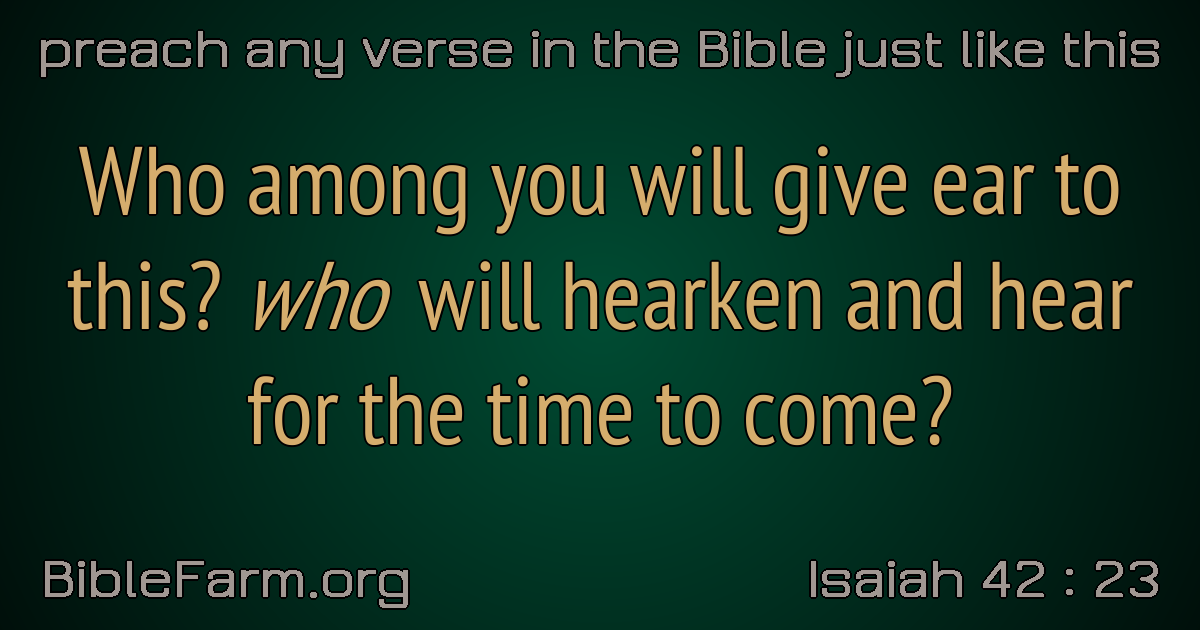 preach any verse in the Bible just like this
Who among you will give ear to
this? who will hearken and hear
for the time to come?
BibleFarm.org
Isaiah 42 : 23